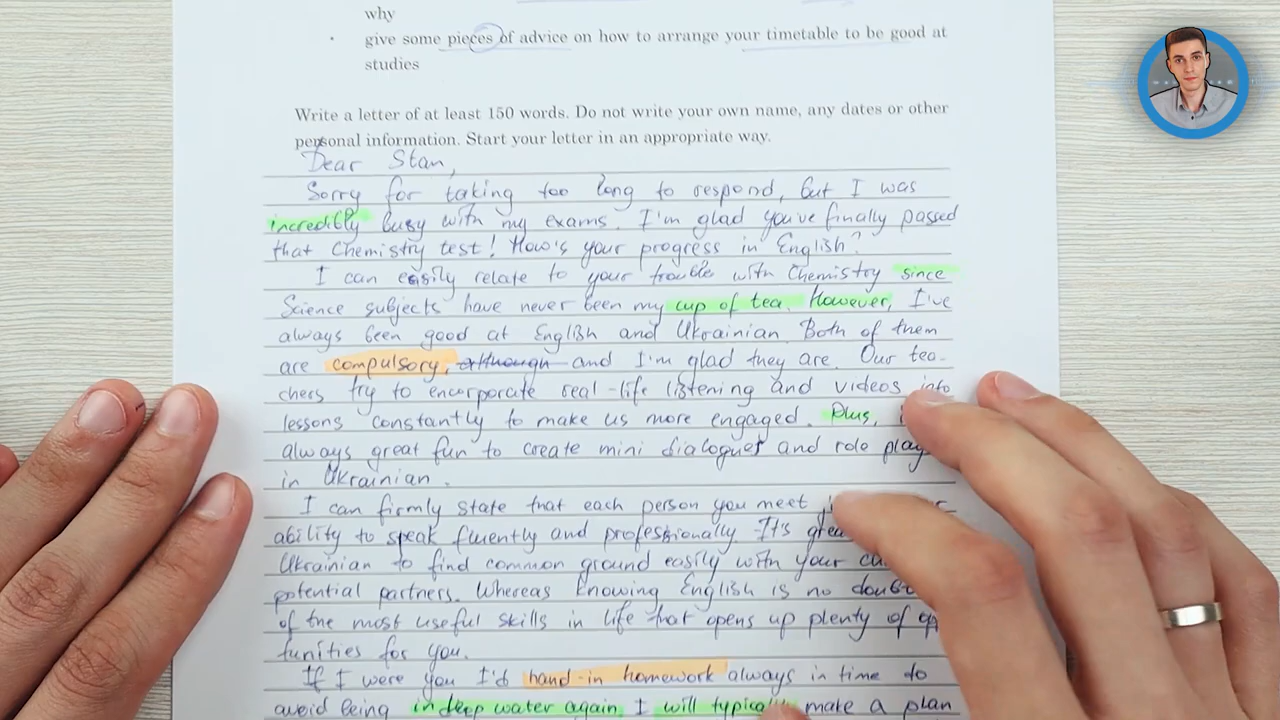 why
· give some pieces of advice on how to arrange your timetable to be good at
studies
Write a letter of at least 150 words. Do not write your own name, any dates or other
personal information. Start your letter in an appropriate way.
Dear Stan,
Sorry for taking too long to respond, but I was
increditly busy with my exams. I'm glad you've finally passed
that Chemistry test! How's your progress in English?
I can easily relate to your trouble with Chemistry since
Science subjects have never been my cup of tea. However, I've
always been good at English and Ukrainian. Both of them
are compulsory, although and I'm glad they are. Our tea-
chers try to encorporate real-life listening and videos into
lessons constantly to make us more engaged. Plus,
always great fun to create mini dialogues and role play
in Ukrainian.
I can firmly state that each person you meet
ability to speak fluently and professionally. It's
Ukrainian to find common ground easily with your
potential partners. Whereas knowing English is no doubt
of the most useful skills in life that opens up plenty of
tunities for you.
If I were you I'd hand-in homework always in time to
avoid being in deep water again. I will typically make a plan